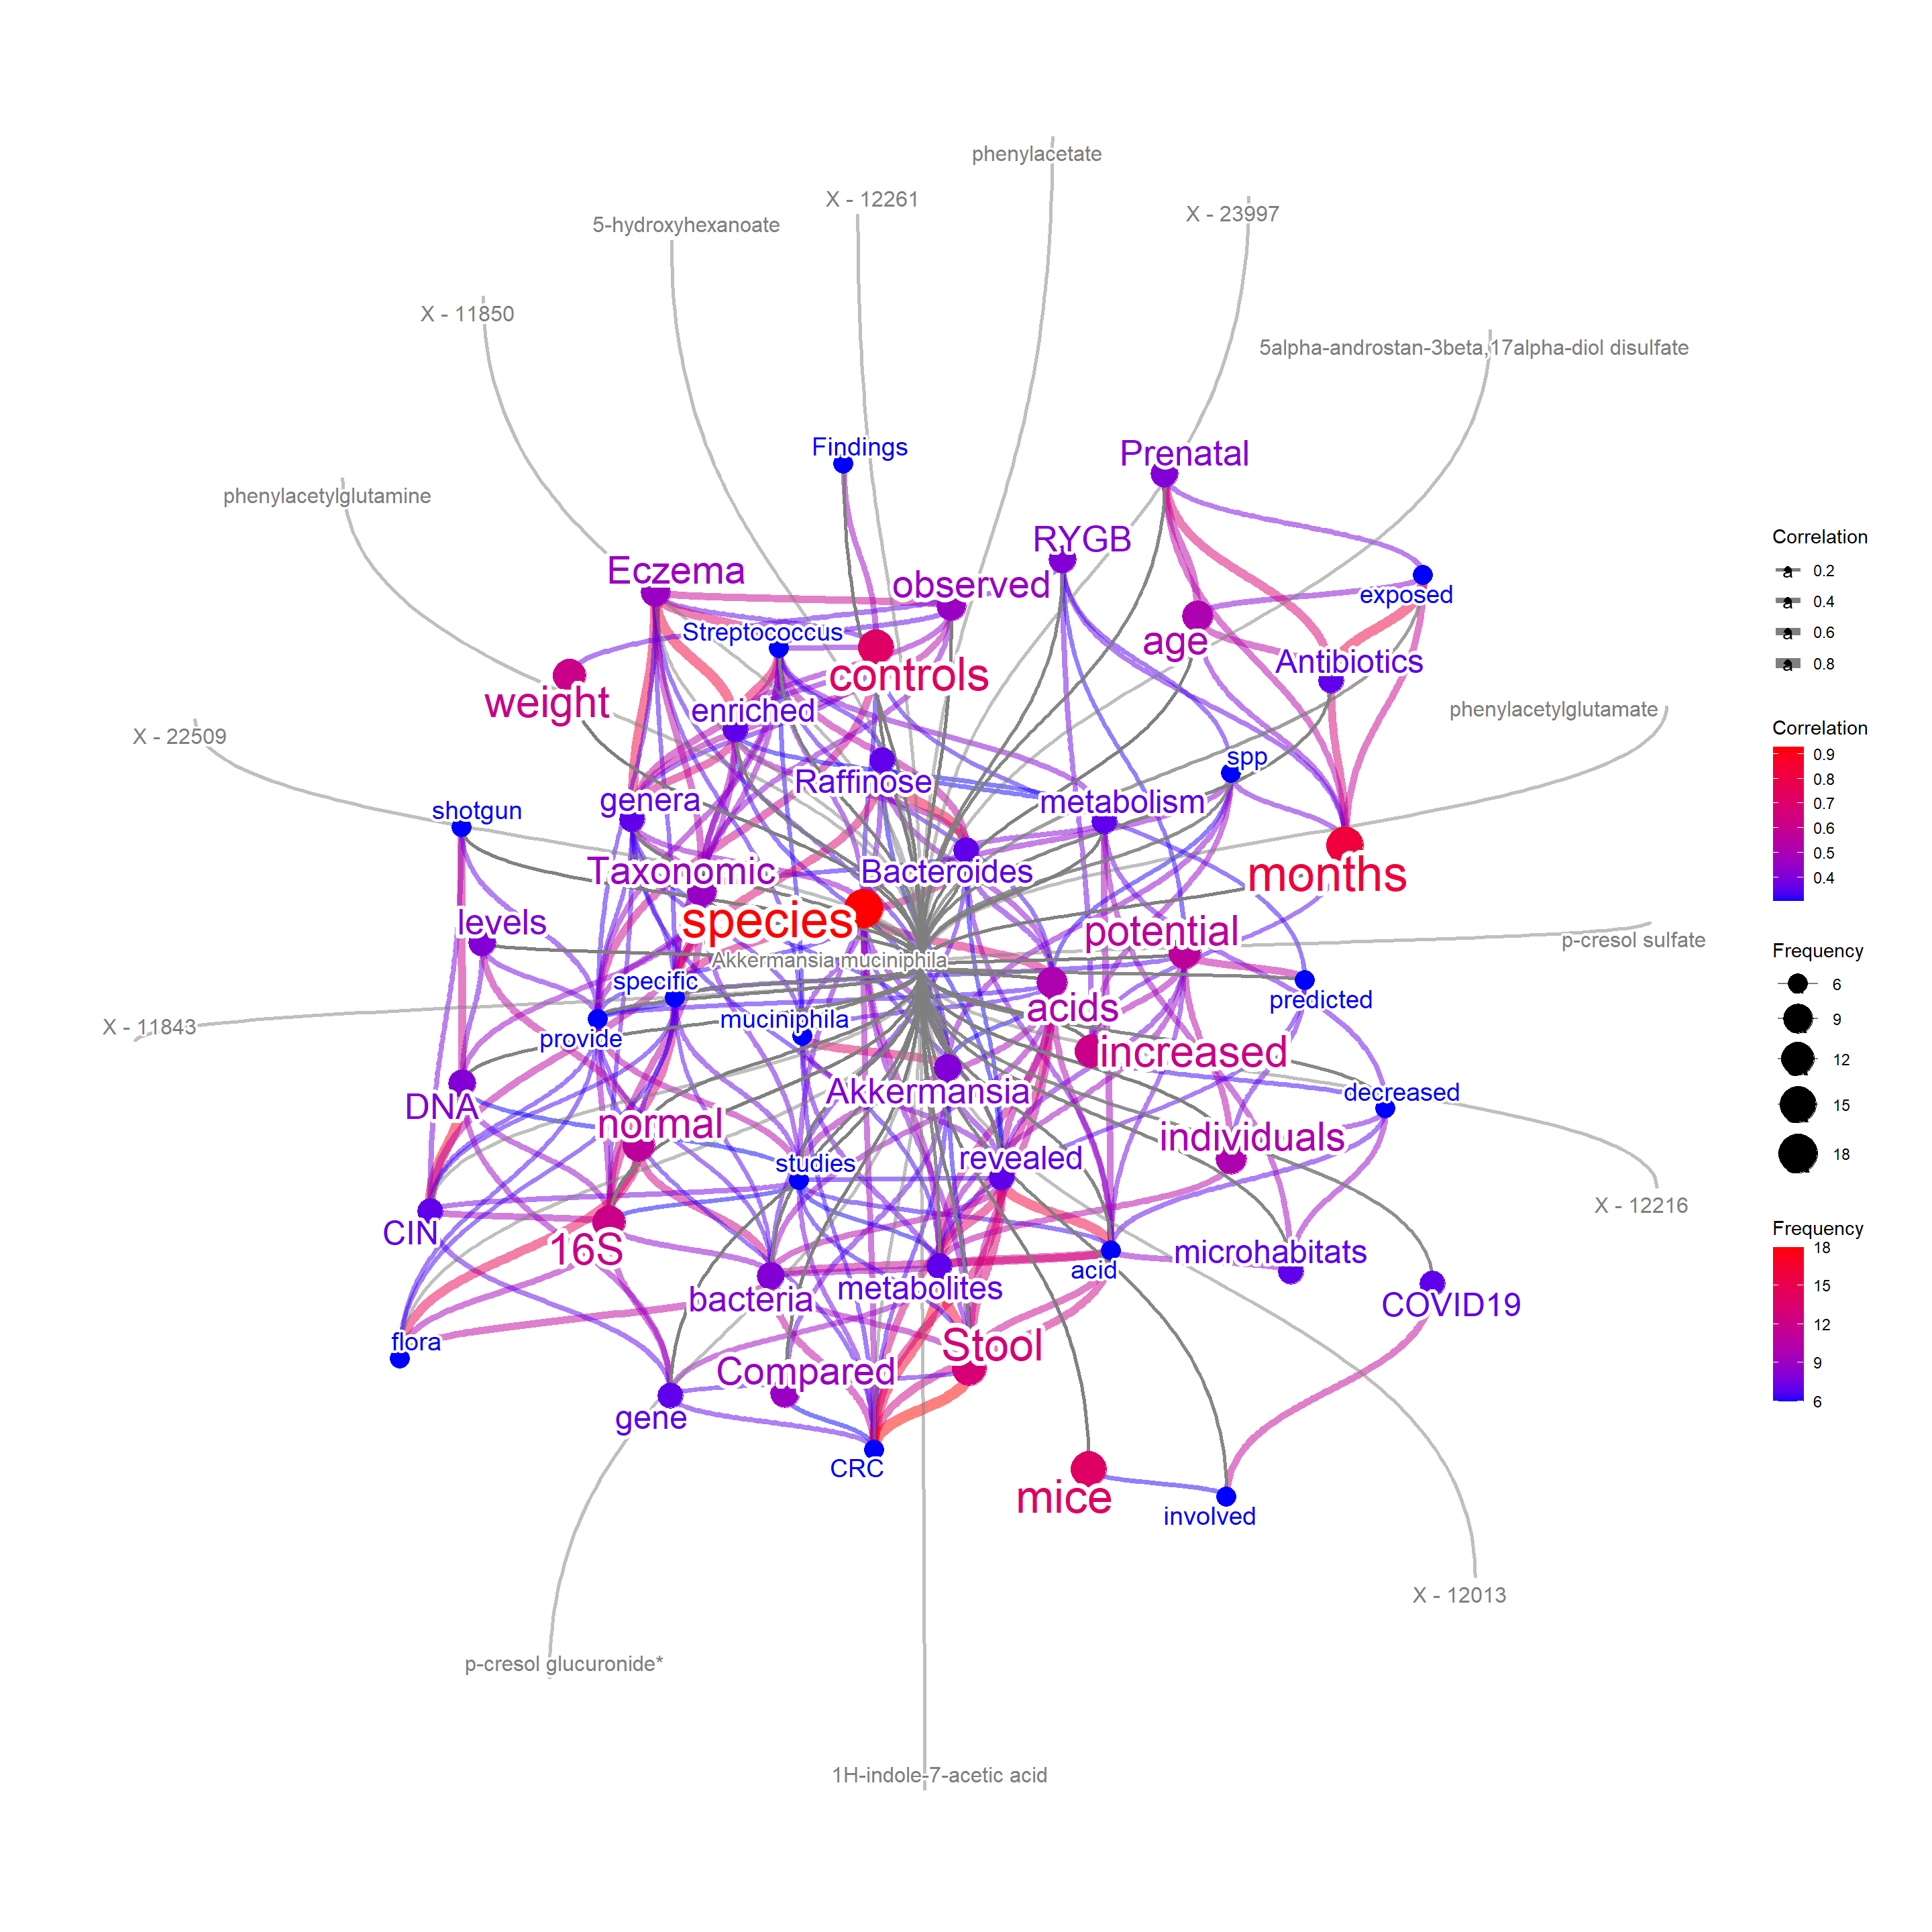 phenylacetate
X - 12261
X - 23997
5-hydroxyhexanoate
X - 11850
5alpha-androstan-3beta,17alpha-diol disulfate
Findings
Prenatal
phenylacetylglutamine
RYGB
Eczema
observed
exposed
Streptococcus
age
Antibiotics
controls
weight
enriched
phenylacetylglutamate
X - 22509
spp
Raffinose
genera
metabolism
shotgun
Taxonomic
Bacteroides
months
levels
species
potential
p-cresol sulfate
Akkermansia muciniphila
specific
predicted
acids
muciniphila
X - 11843
provide
increased
Akkermansia
decreased
DNA
normal
individuals
studies
revealed
X - 12216
CIN
16S
microhabitats
acid
metabolites
bacteria
COVID19
flora
Stool
Compared
gene
CRC
mice
involved
X - 12013
p-cresol glucuronide*
1H-indole-7-acetic acid
Correlation
a 0.2
a 0.4
a 0.6
a 0.8
Correlation
0.9
0.8
0.7
0.6
0.5
0.4
Frequency
6
9
12
15
18
Frequency
18
15
12
9
6